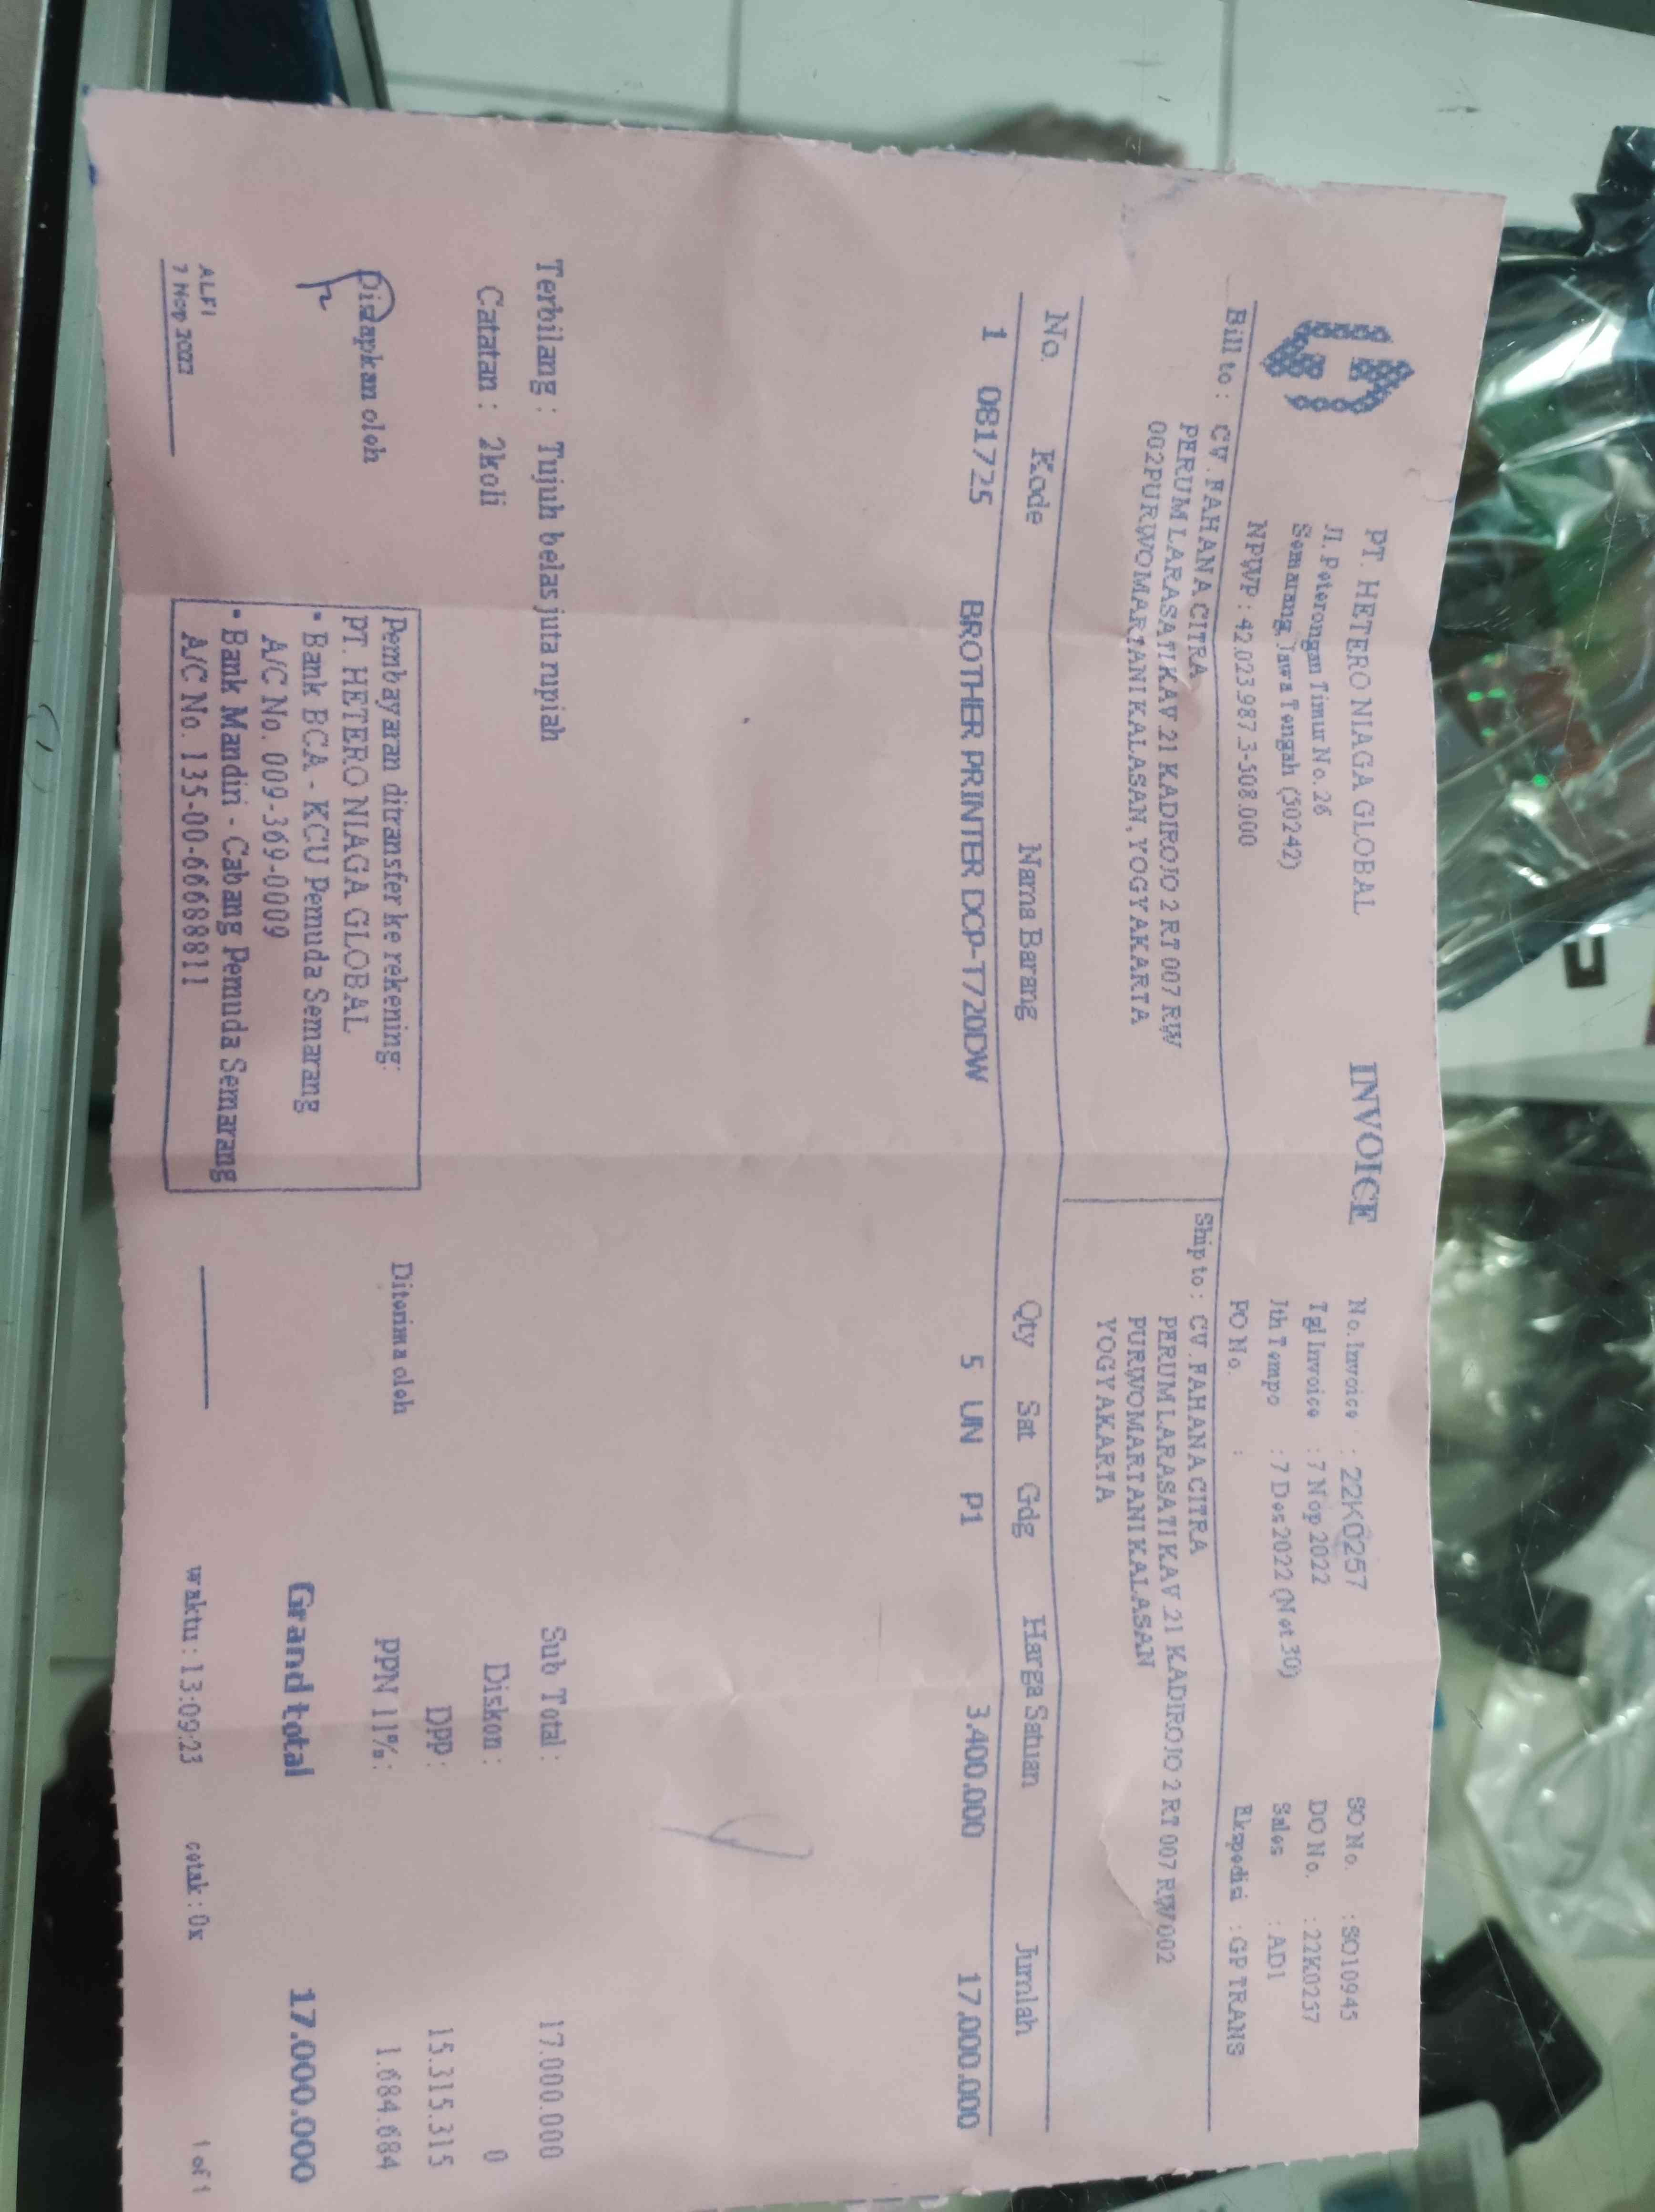 PT. HETERO NIAGA GLOBAL
Jl. Peterongan Timur No. 26
Semarang, Jawa Tengah (50242)
NPWP : 42.023.987.3-508.000
INVOICE
No. Invoice : 22K0257
Tgl Invoice : 7 Nop 2022
Jth Tempo : 7 Des 2022 (Net 30)
PO No. :
SO No. : SO10945
DO No. : 22K0257
Sales : ADI
Ekspedisi : GP TRANS
Bill to : CV. FAHANA CITRA
PERUM LARASATI KAV. 21 KADIROJO 2 RT 007 RW
002PURWOMARTANI KALASAN, YOGYAKARTA
Ship to : CV. FAHANA CITRA
PERUM LARASATI KAV. 21 KADIROJO 2 RT 007 RW 002
PURWOMARTANI KALASAN
YOGYAKARTA
No. Kode Nama Barang Qty Sat Gdg Harga Satuan Jumlah
1 081725 BROTHER PRINTER DCP-T720DW 5 UN P1 3.400.000 17.000.000
Terbilang : Tujuh belas juta rupiah
Catatan : 2koli
Sub Total : 17.000.000
Diskon : 0
DPP : 15.315.315
PPN 11% : 1.684.684
Grand total 17.000.000
Disiapkan oleh
ALFI
7 Nop 2022
Pembayaran ditransfer ke rekening:
PT. HETERO NIAGA GLOBAL
• Bank BCA - KCU Pemuda Semarang
A/C No. 009-369-0009
• Bank Mandiri - Cabang Pemuda Semarang
A/C No. 135-00-6668811
Diterima oleh
waktu : 13:09:23 cetak : 0x 1 of 1